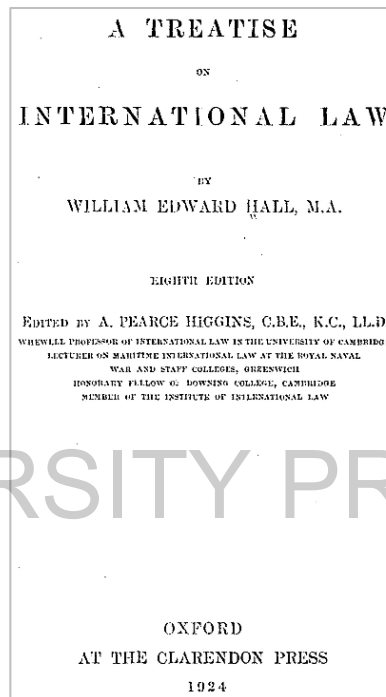 A TREATISE
ON
INTERNATIONAL LAW
BY
WILLIAM EDWARD HALL, M.A.
EIGHTH EDITION
EDITED BY A. PEARCE HIGGINS, C.B.E., K.C., LL.D
WHEWELL PROFESSOR OF INTERNATIONAL LAW IN THE UNIVERSITY OF CAMBRIDG
LECTURER ON MARITIME INTERNATIONAL LAW AT THE ROYAL NAVAL
WAR AND STAFF COLLEGES, GREENWICH
HONORARY FELLOW OF DOWNING COLLEGE, CAMBRIDGE
MEMBER OF THE INSTITUTE OF INTERNATIONAL LAW
RSITY PR
OXFORD
AT THE CLARENDON PRESS
1924